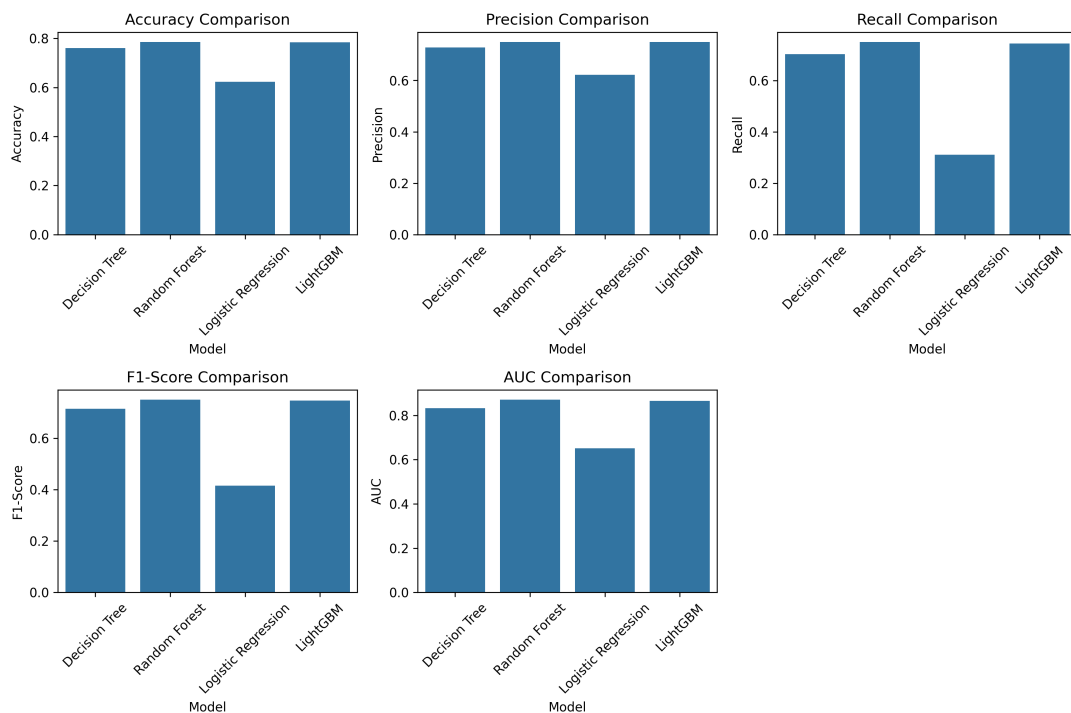 Accuracy Comparison
Accuracy
0.8
0.6
0.4
0.2
0.0
Decision Tree
Random Forest
Logistic Regression
LightGBM
Model
Precision Comparison
Precision
0.6
0.4
0.2
0.0
Decision Tree
Random Forest
Logistic Regression
LightGBM
Model
Recall Comparison
Recall
0.6
0.4
0.2
0.0
Decision Tree
Random Forest
Logistic Regression
LightGBM
Model
F1-Score Comparison
F1-Score
0.6
0.4
0.2
0.0
Decision Tree
Random Forest
Logistic Regression
LightGBM
Model
AUC Comparison
AUC
0.8
0.6
0.4
0.2
0.0
Decision Tree
Random Forest
Logistic Regression
LightGBM
Model